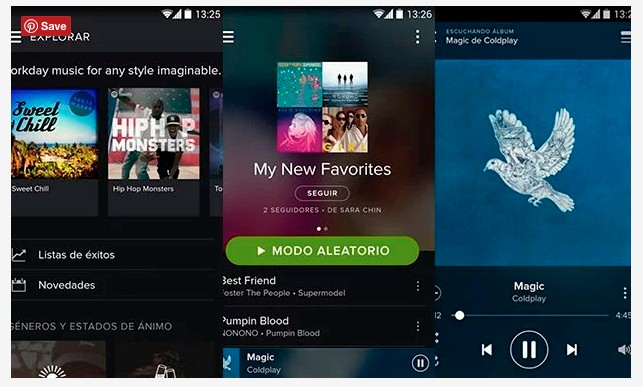 13:25
Save
EXPLORAR
orkday music for any style imaginable.
Sweet
Chill
HIP HOP
MONSTERS
Sweet Chill
Hip Hop Monsters
To
Listas de éxitos
Novedades
GÉNEROS Y ESTADOS DE ÁNIMO
13:26
My New Favorites
SEGUIR
2 SEGUIDORES • DE SARA CHIN
MODO ALEATORIO
Best Friend
Foster The People • Supermodel
Pumpin Blood
NONONO • Pumpin Blood
Magic
Coldplay
ESCUCHANDO ÁLBUM
Magic de Coldplay
Magic
Coldplay
4:45